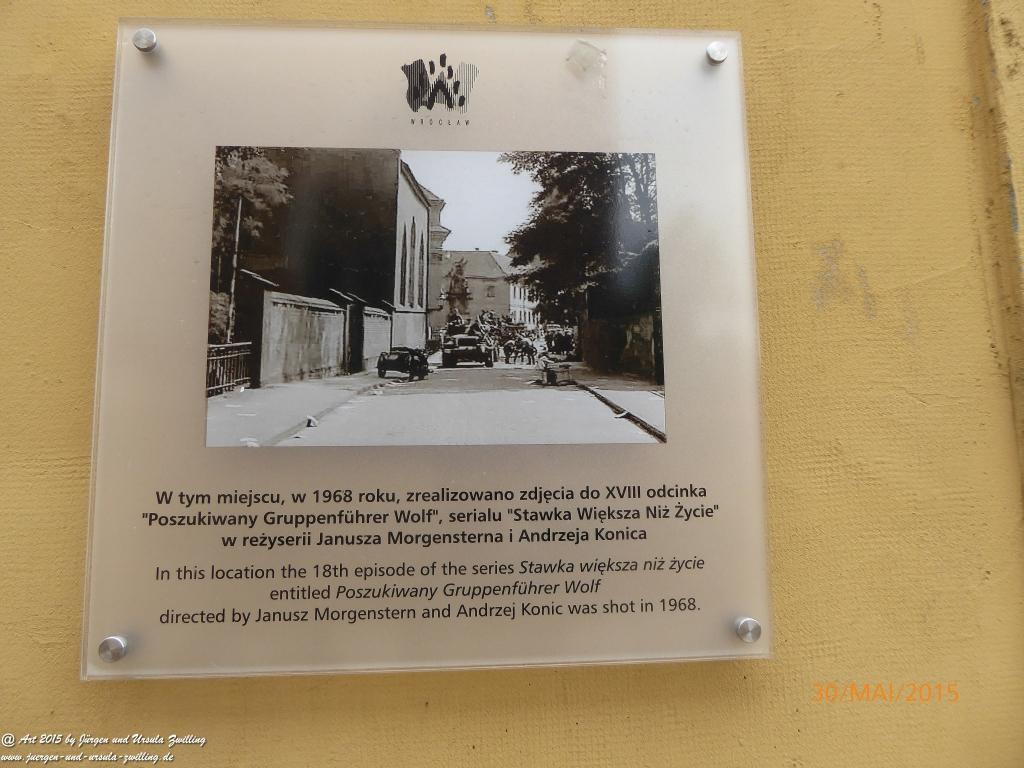 WROCŁAW
W tym miejscu, w 1968 roku, zrealizowano zdjęcia do XVIII odcinka
"Poszukiwany Gruppenführer Wolf", serialu "Stawka Większa Niż Życie"
w reżyserii Janusza Morgensterna i Andrzeja Konica
In this location the 18th episode of the series Stawka większa niż życie
entitled Poszukiwany Gruppenführer Wolf
directed by Janusz Morgenstern and Andrzej Konic was shot in 1968.
30/MAI/2015
@ Art 2015 by Jürgen und Ursula Zwilling
www.juergen-und-ursula-zwilling.de